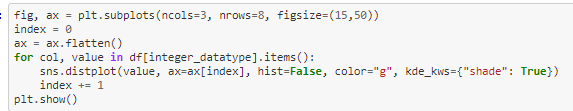 fig, ax = plt.subplots(ncols=3, nrows=8, figsize=(15,50))
index = 0
ax = ax.flatten()
for col, value in df[integer_datatype].items():
    sns.distplot(value, ax=ax[index], hist=False, color="g", kde_kws={"shade": True})
    index += 1
plt.show()